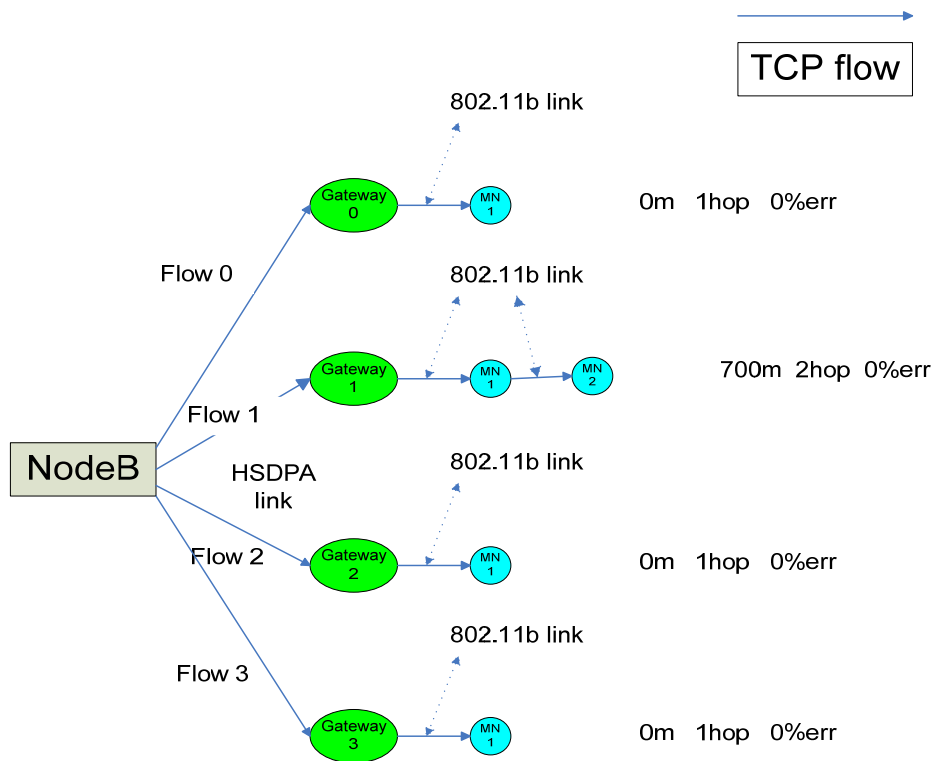 TCP flow
802.11b link
Gateway
0
MN
1
0m 1hop 0%err
Flow 0
802.11b link
Gateway
1
MN
1
MN
2
700m 2hop 0%err
Flow 1
NodeB
HSDPA
link
802.11b link
Flow 2
Gateway
2
MN
1
0m 1hop 0%err
802.11b link
Flow 3
Gateway
3
MN
1
0m 1hop 0%err